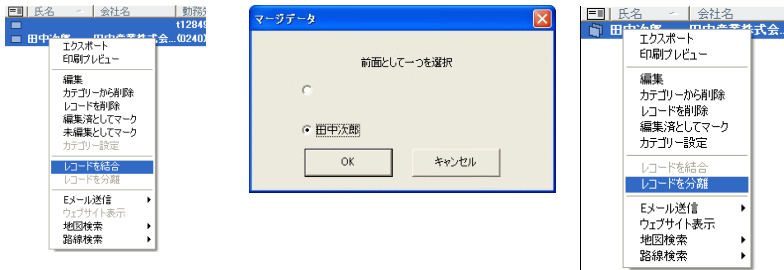 氏名 会社名 勤務先
t12849
田中次郎 田中産業株式会...(0240)
エクスポート
印刷プレビュー
編集
カテゴリーから削除
レコードを削除
編集済としてマーク
未編集としてマーク
カテゴリー設定
レコードを結合
レコードを分離
Eメール送信
ウェブサイト表示
地図検索
路線検索
マージデータ
前面として一つを選択
田中次郎
OK キャンセル
氏名 会社名
田中次郎 田中産業株式会...
エクスポート
印刷プレビュー
編集
カテゴリーから削除
レコードを削除
編集済としてマーク
カテゴリー設定
レコードを結合
レコードを分離
Eメール送信
ウェブサイト表示
地図検索
路線検索